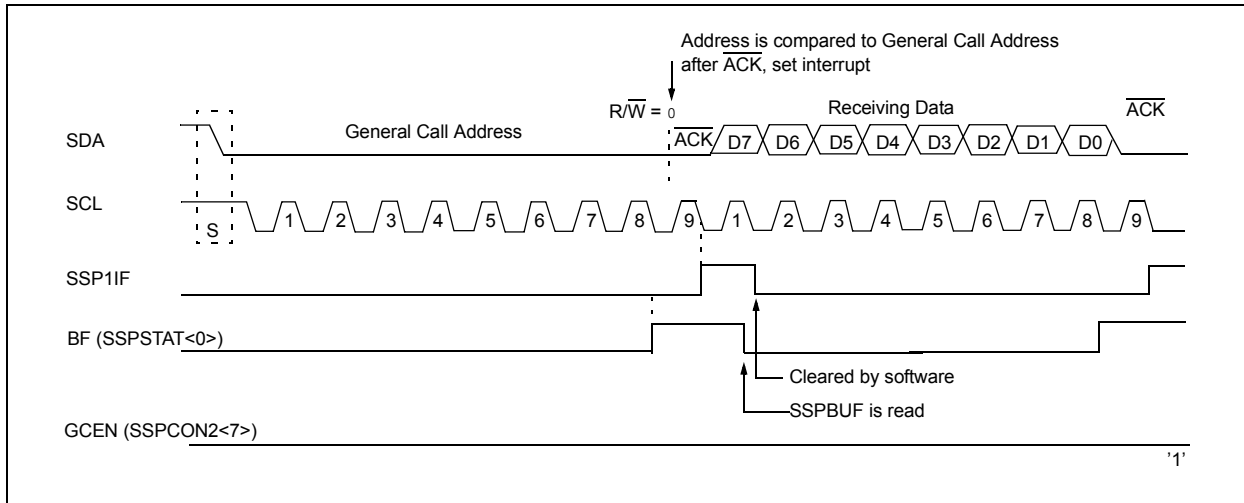 Address is compared to General Call Address
after ACK, set interrupt
R/W = 0
Receiving Data
ACK
General Call Address
SDA
ACK
D7 D6 D5 D4 D3 D2 D1 D0
SCL
S
1 2 3 4 5 6 7 8 9 1 2 3 4 5 6 7 8 9
SSP1IF
BF (SSPSTAT<0>)
Cleared by software
SSPBUF is read
GCEN (SSPCON2<7>)
’1’